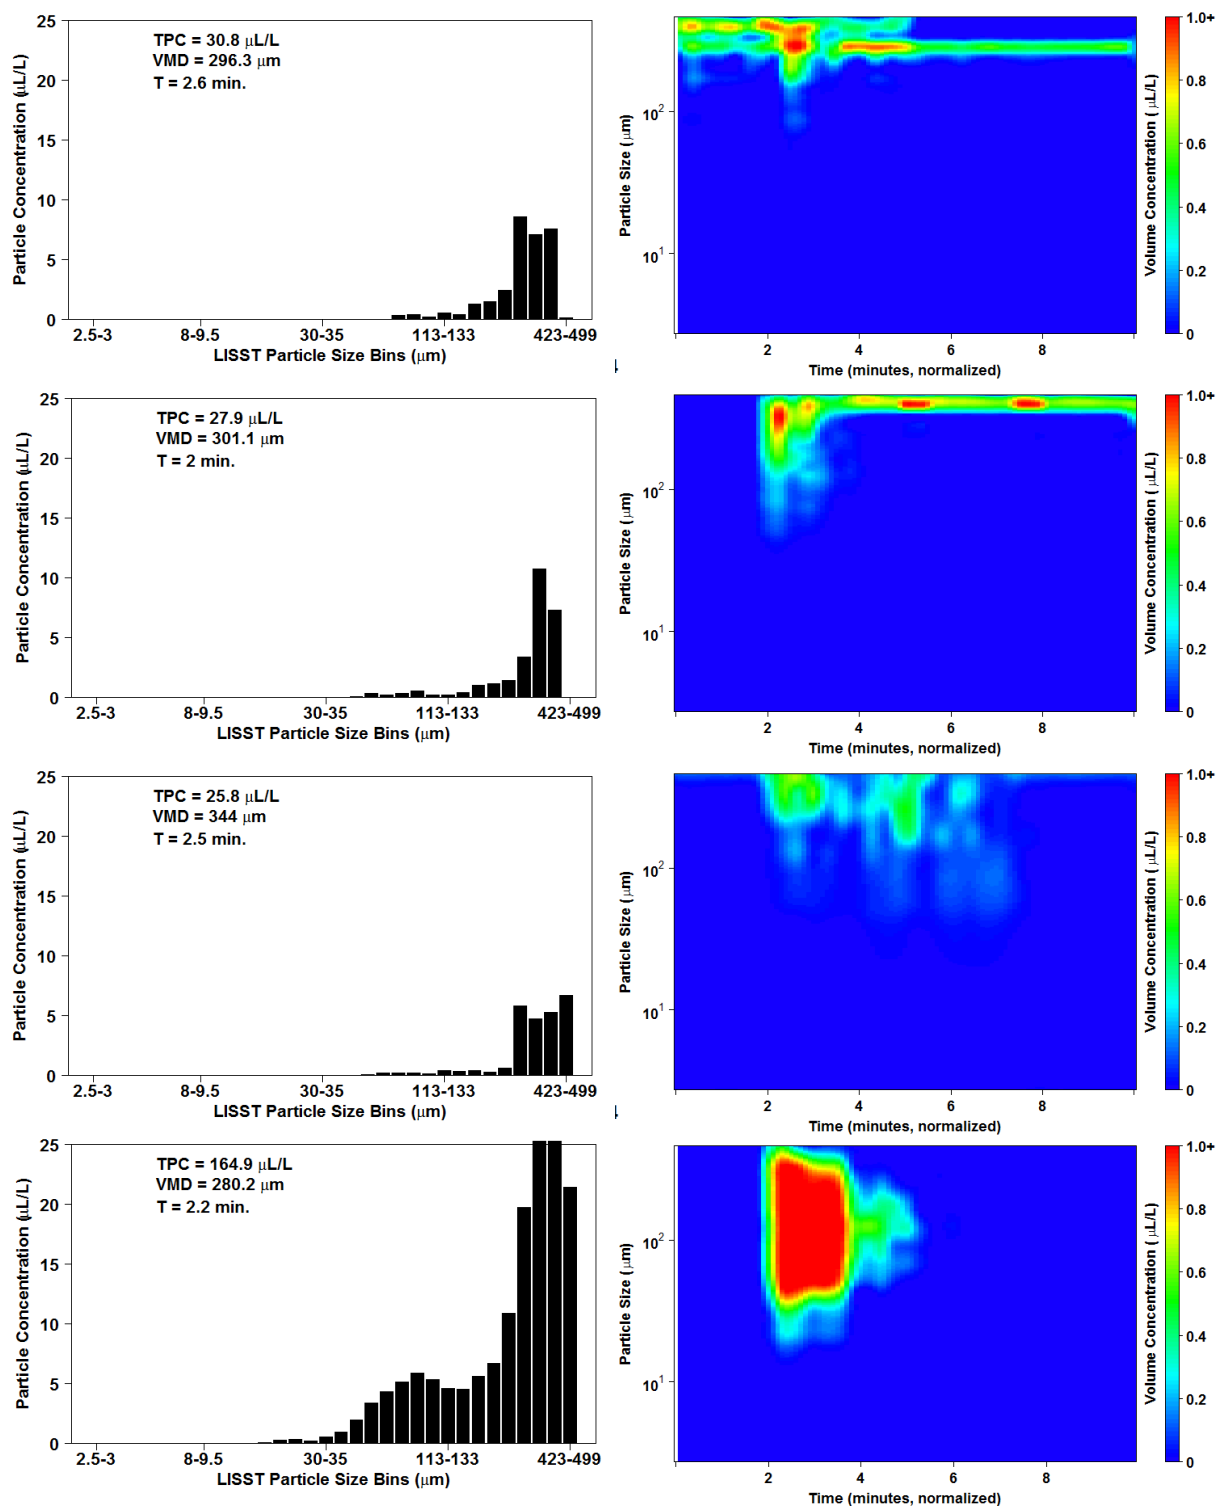 25
20
15
10
5
0
Particle Concentration (μL/L)
TPC = 30.8 μL/L
VMD = 296.3 μm
T = 2.6 min.
2.5-3 8-9.5 30-35 113-133 423-499
LISST Particle Size Bins (μm)
10²
10¹
Particle Size (μm)
2 4 6 8
Time (minutes, normalized)
1.0+
0.8
0.6
0.4
0.2
0
Volume Concentration ( μL/L)
4
25
20
15
10
5
0
Particle Concentration (μL/L)
TPC = 27.9 μL/L
VMD = 301.1 μm
T = 2 min.
2.5-3 8-9.5 30-35 113-133 423-499
LISST Particle Size Bins (μm)
10²
10¹
Particle Size (μm)
2 4 6 8
Time (minutes, normalized)
1.0+
0.8
0.6
0.4
0.2
0
Volume Concentration ( μL/L)
25
20
15
10
5
0
Particle Concentration (μL/L)
TPC = 25.8 μL/L
VMD = 344 μm
T = 2.5 min.
2.5-3 8-9.5 30-35 113-133 423-499
LISST Particle Size Bins (μm)
10²
10¹
Particle Size (μm)
2 4 6 8
Time (minutes, normalized)
1.0+
0.8
0.6
0.4
0.2
0
Volume Concentration ( μL/L)
4
25
20
15
10
5
0
Particle Concentration (μL/L)
TPC = 164.9 μL/L
VMD = 280.2 μm
T = 2.2 min.
2.5-3 8-9.5 30-35 113-133 423-499
LISST Particle Size Bins (μm)
10²
10¹
Particle Size (μm)
2 4 6 8
Time (minutes, normalized)
1.0+
0.8
0.6
0.4
0.2
0
Volume Concentration ( μL/L)